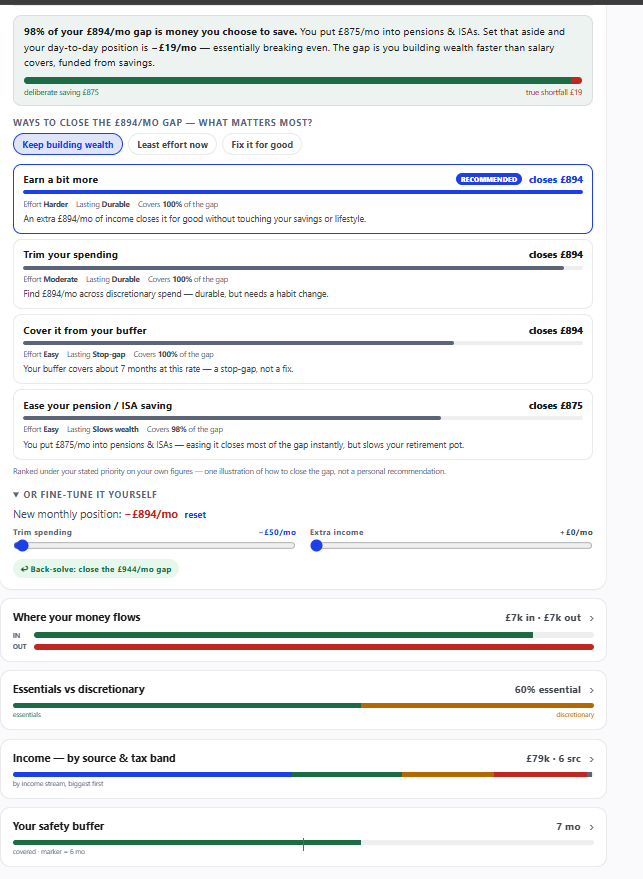 98% of your £894/mo gap is money you choose to save. You put £875/mo into pensions & ISAs. Set that aside and
your day-to-day position is −£19/mo — essentially breaking even. The gap is you building wealth faster than salary
covers, funded from savings.
deliberate saving £875
true shortfall £19
WAYS TO CLOSE THE £894/MO GAP — WHAT MATTERS MOST?
Keep building wealth
Least effort now
Fix it for good
Earn a bit more
RECOMMENDED closes £894
Effort Harder Lasting Durable Covers 100% of the gap
An extra £894/mo of income closes it for good without touching your savings or lifestyle.
Trim your spending
closes £894
Effort Moderate Lasting Durable Covers 100% of the gap
Find £894/mo across discretionary spend — durable, but needs a habit change.
Cover it from your buffer
closes £894
Effort Easy Lasting Stop-gap Covers 100% of the gap
Your buffer covers about 7 months at this rate — a stop-gap, not a fix.
Ease your pension / ISA saving
closes £875
Effort Easy Lasting Slows wealth Covers 98% of the gap
You put £875/mo into pensions & ISAs — easing it closes most of the gap instantly, but slows your retirement pot.
Ranked under your stated priority on your own figures — one illustration of how to close the gap, not a personal recommendation.
▼ OR FINE-TUNE IT YOURSELF
New monthly position: −£894/mo reset
Trim spending
−£50/mo
Extra income
+£0/mo
↩ Back-solve: close the £944/mo gap
Where your money flows
£7k in · £7k out ›
IN
OUT
Essentials vs discretionary
60% essential ›
essentials
discretionary
Income — by source & tax band
£79k · 6 src ›
by income stream, biggest first
Your safety buffer
7 mo ›
covered · marker = 6 mo